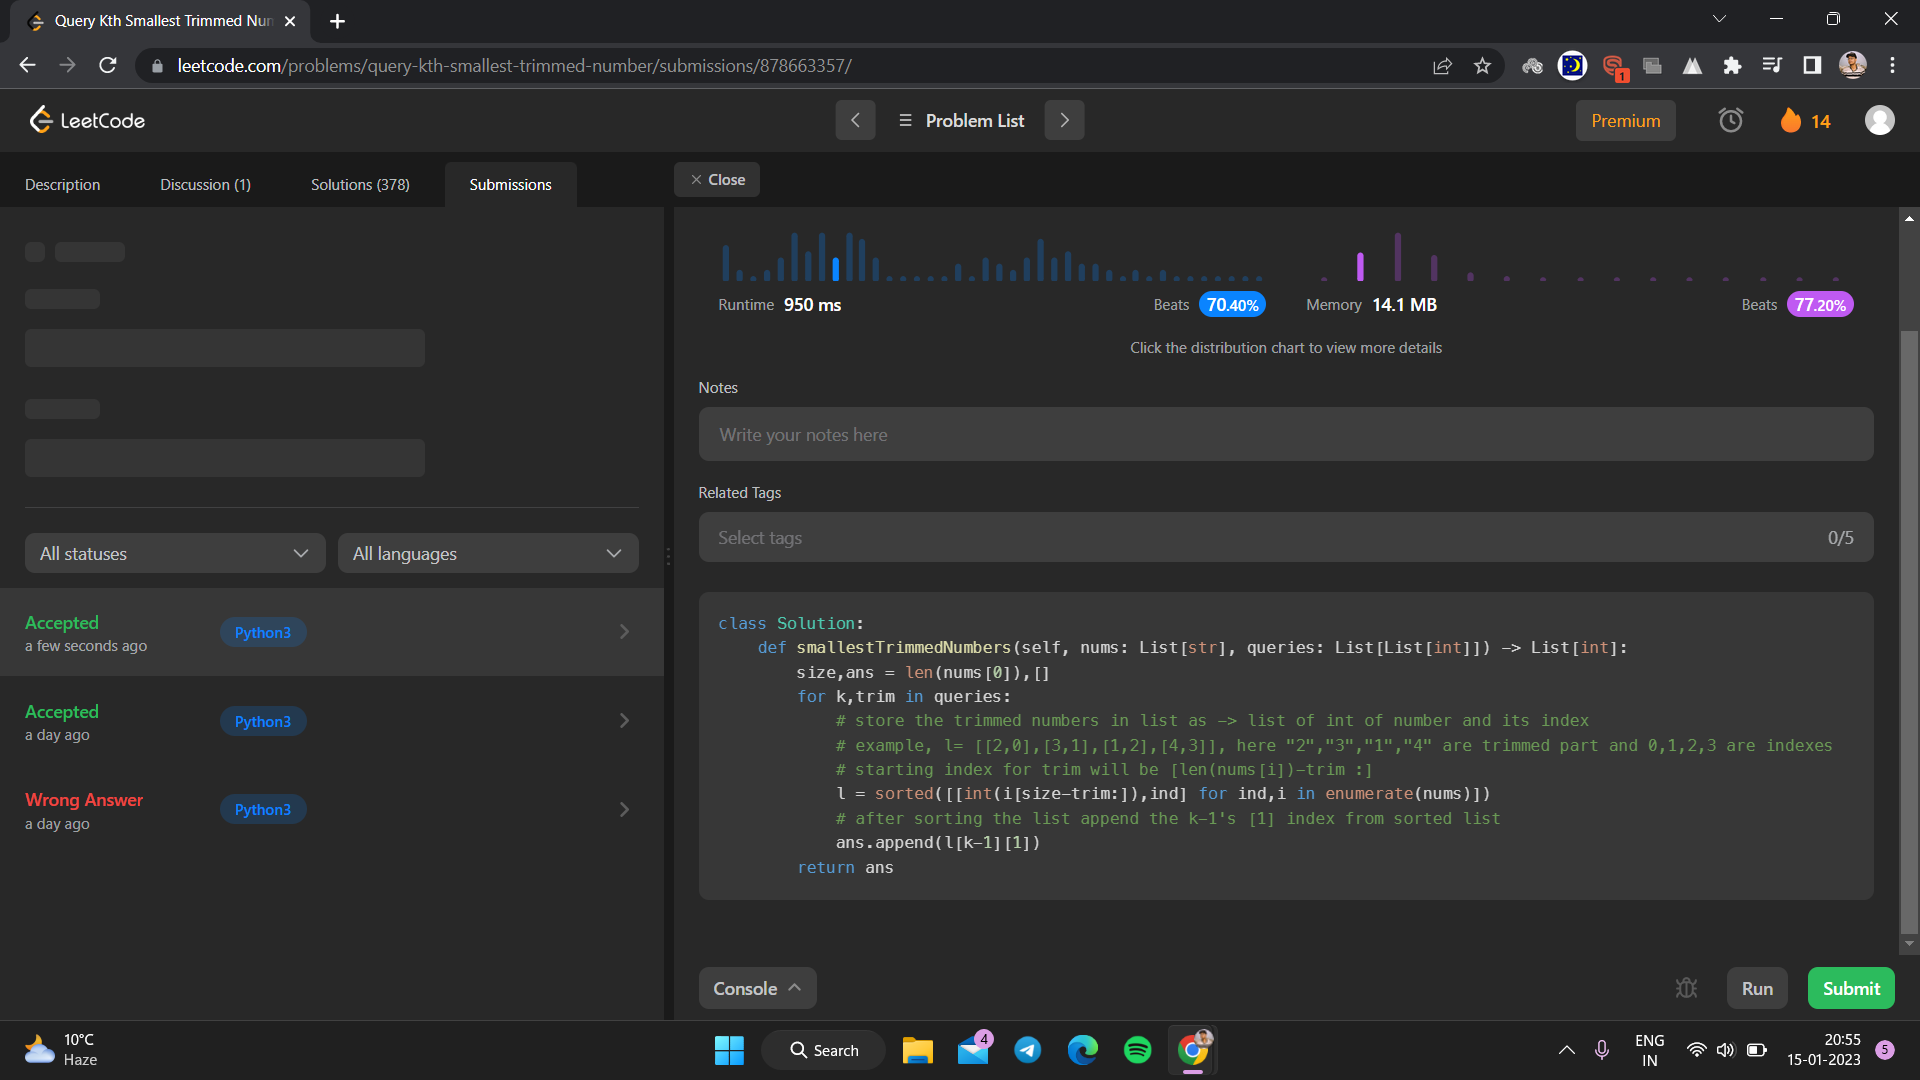 Query Kth Smallest Trimmed Nun
leetcode.com/problems/query-kth-smallest-trimmed-number/submissions/878663357/
1
LeetCode
Problem List
Premium
14
Description
Discussion (1)
Solutions (378)
Submissions
Close
Runtime 950 ms
Beats 70.40%
Memory 14.1 MB
Beats 77.20%
Click the distribution chart to view more details
Notes
Write your notes here
Related Tags
Select tags
0/5
All statuses
All languages
Accepted
a few seconds ago
Python3
Accepted
a day ago
Python3
Wrong Answer
a day ago
Python3
class Solution:
    def smallestTrimmedNumbers(self, nums: List[str], queries: List[List[int]]) -> List[int]:
        size,ans = len(nums[0]),[]
        for k,trim in queries:
            # store the trimmed numbers in list as -> list of int of number and its index
            # example, l= [[2,0],[3,1],[1,2],[4,3]], here "2","3","1","4" are trimmed part and 0,1,2,3 are indexes
            # starting index for trim will be [len(nums[i])-trim :]
            l = sorted([[int(i[size-trim:]),ind] for ind,i in enumerate(nums)])
            # after sorting the list append the k-1's [1] index from sorted list
            ans.append(l[k-1][1])
        return ans
Console
Run
Submit
10°C
Haze
Search
4
ENG
IN
20:55
15-01-2023
5